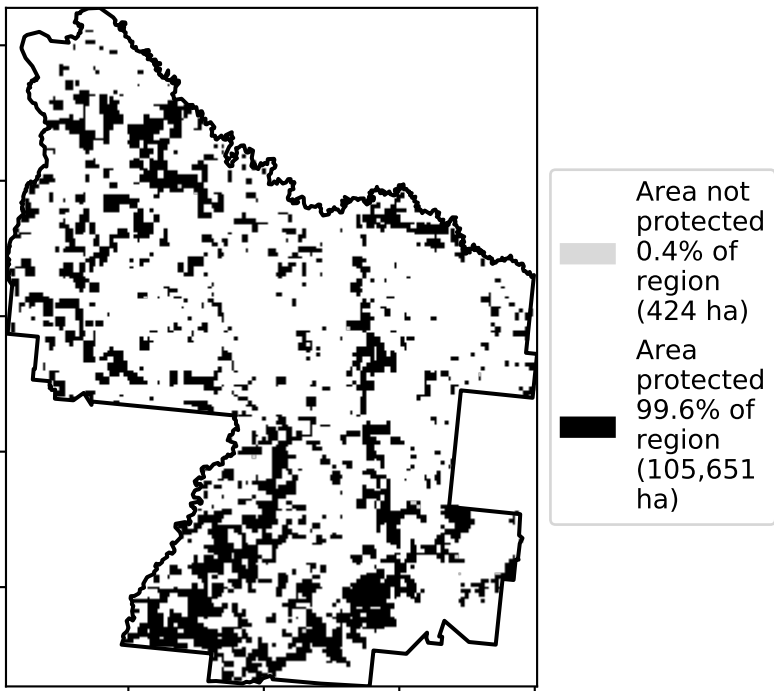 Area not
protected
0.4% of
region
(424 ha)
Area
protected
99.6% of
region
(105,651
ha)